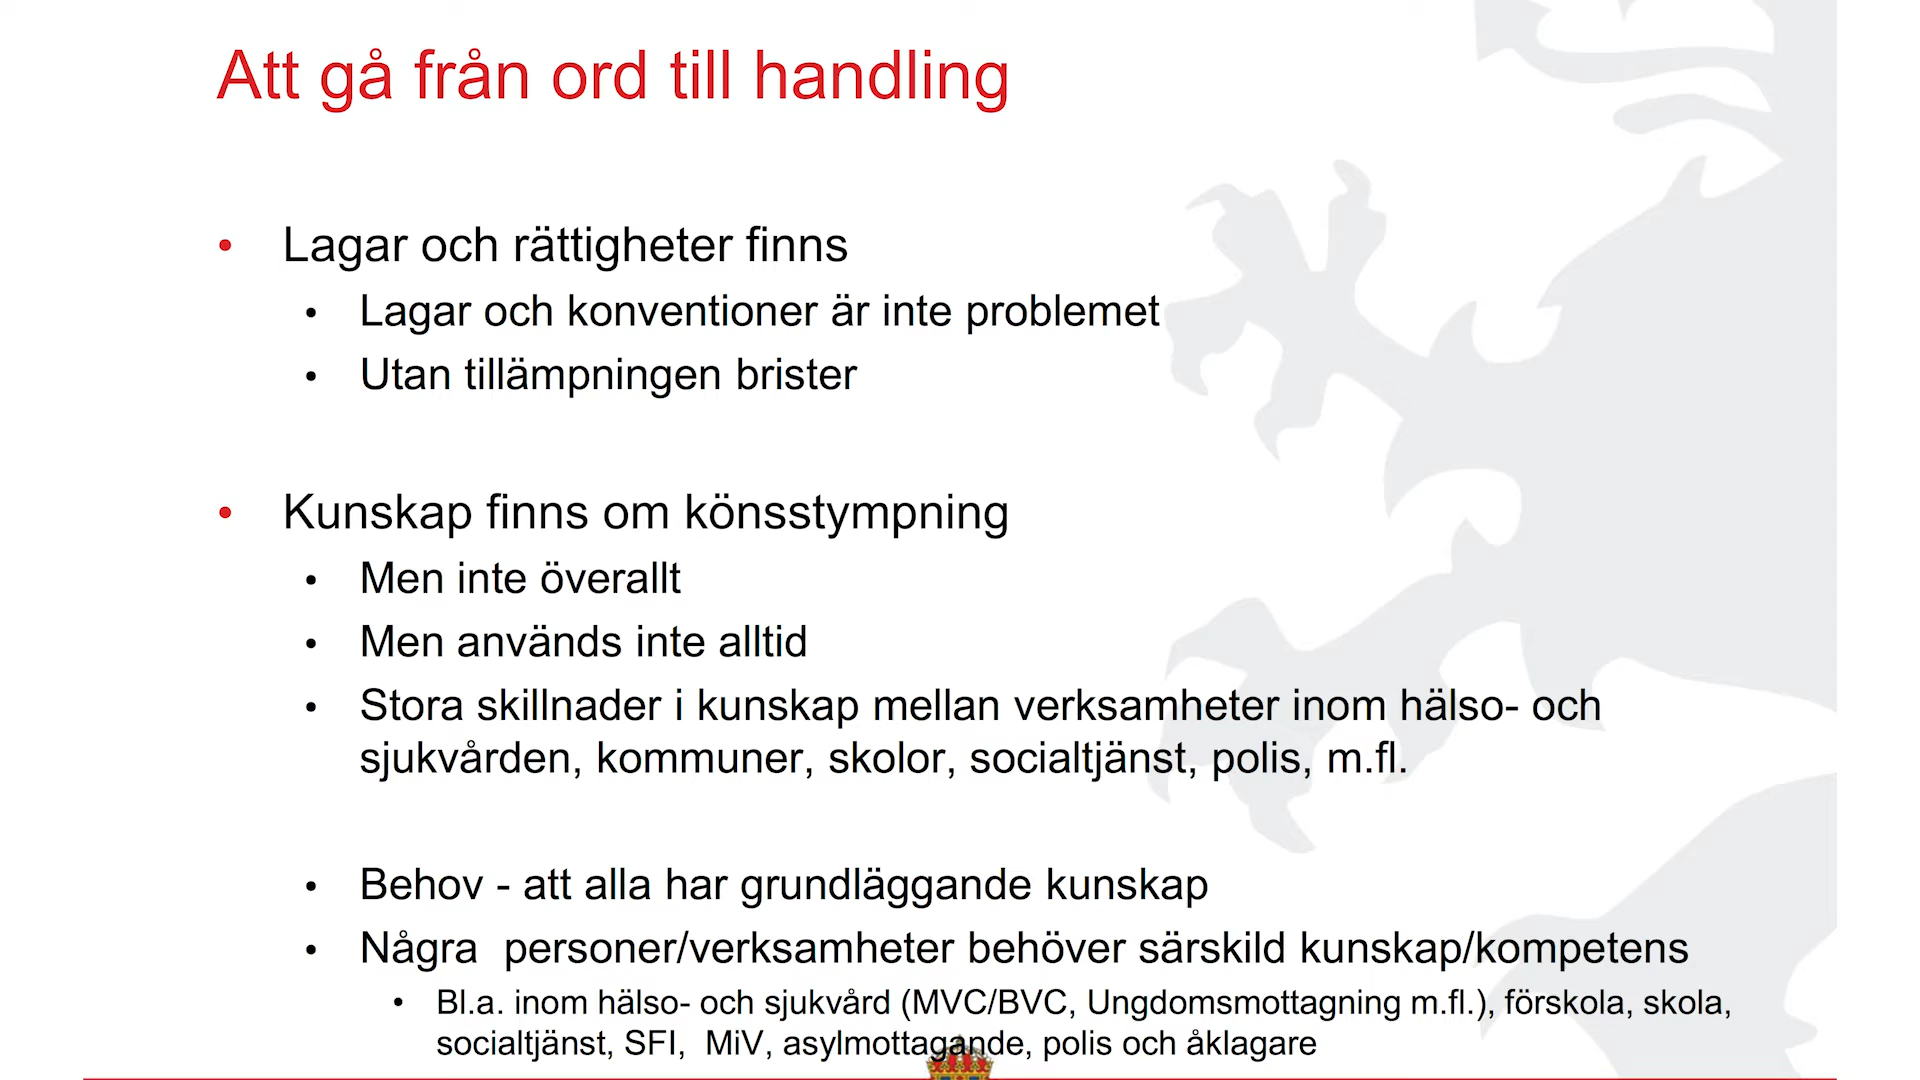 Att gå från ord till handling
• Lagar och rättigheter finns
• Lagar och konventioner är inte problemet
• Utan tillämpningen brister
• Kunskap finns om könsstympning
• Men inte överallt
• Men används inte alltid
• Stora skillnader i kunskap mellan verksamheter inom hälso- och
sjukvården, kommuner, skolor, socialtjänst, polis, m.fl.
• Behov - att alla har grundläggande kunskap
• Några  personer/verksamheter behöver särskild kunskap/kompetens
• Bl.a. inom hälso- och sjukvård (MVC/BVC, Ungdomsmottagning m.fl.), förskola, skola,
socialtjänst, SFI,  MiV, asylmottagande, polis och åklagare